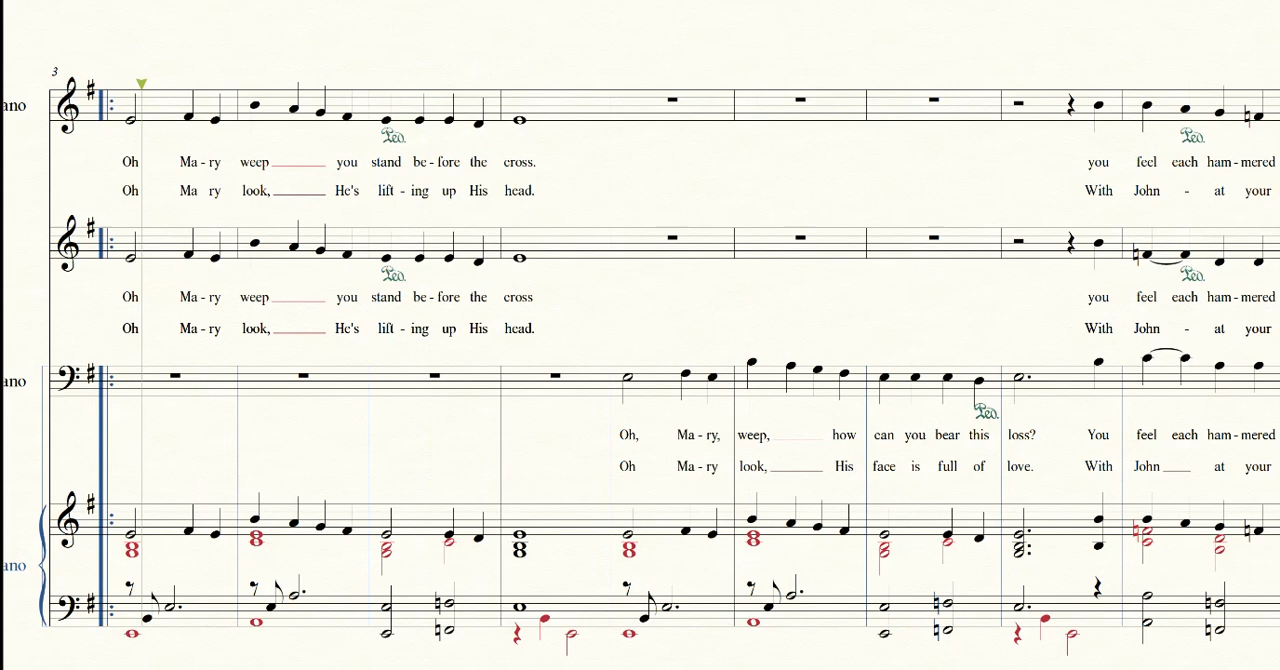 3
ano
Oh Ma - ry weep you stand be - fore the cross. you feel each ham - mered
Oh Ma ry look, He's lift - ing up His head. With John - at your
Oh Ma - ry weep you stand be - fore the cross you feel each ham - mered
Oh Ma - ry look, He's lift - ing up His head. With John - at your
ano
Oh, Ma - ry, weep, how can you bear this loss? You feel each ham - mered
Oh Ma - ry look, His face is full of love. With John at your
ano